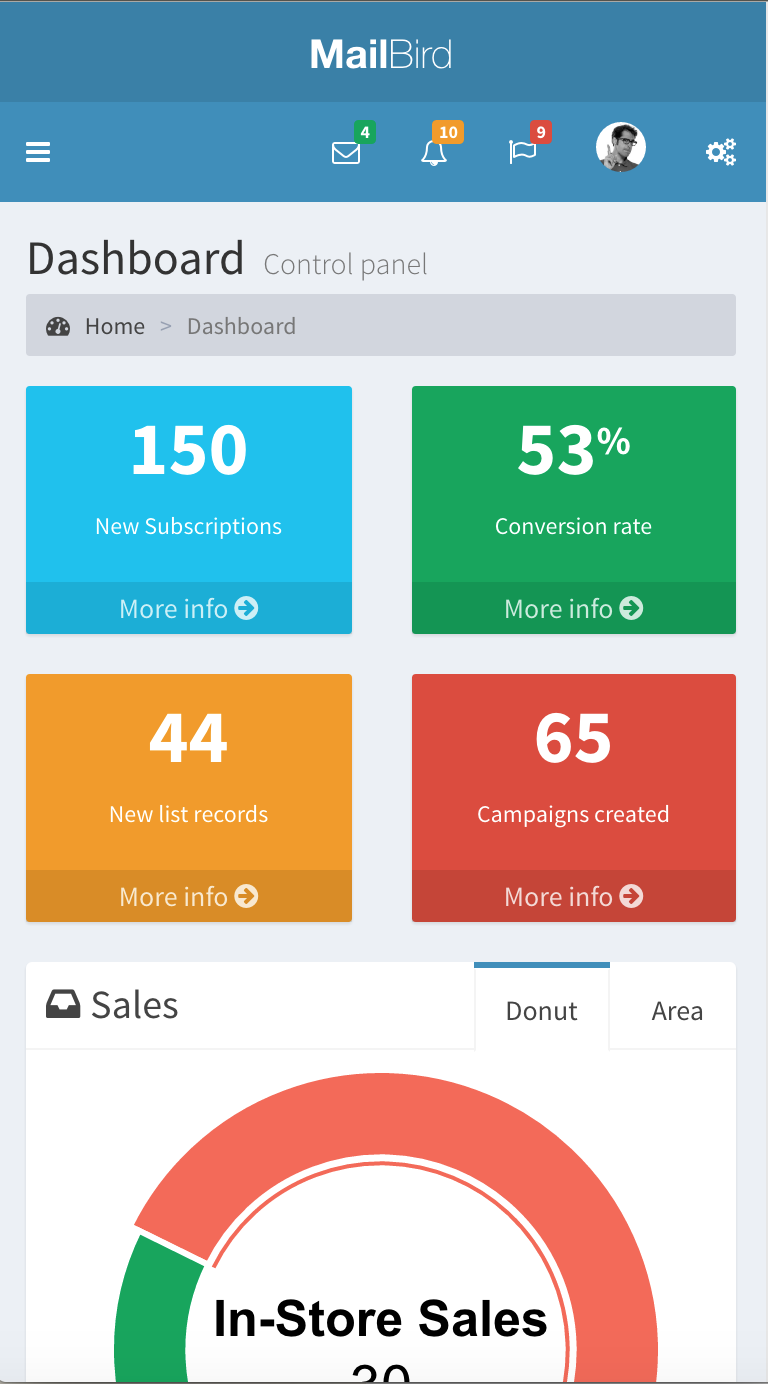 MailBird
4 10 9
Dashboard Control panel
Home > Dashboard
150 53%
New Subscriptions Conversion rate
More info More info
44 65
New list records Campaigns created
More info More info
Sales Donut Area
In-Store Sales
30